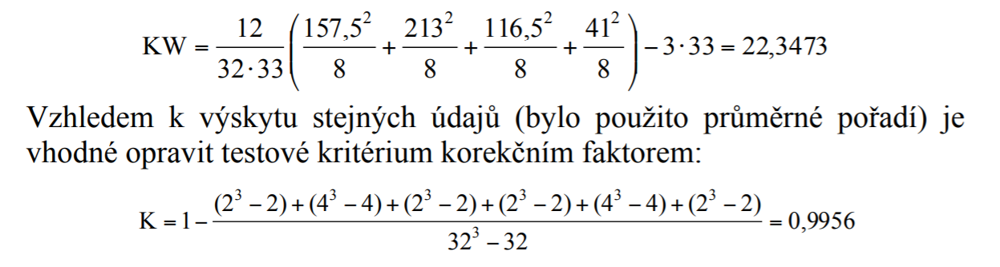 KW = \frac{12}{32 \cdot 33} \left( \frac{157,5^2}{8} + \frac{213^2}{8} + \frac{116,5^2}{8} + \frac{41^2}{8} \right) - 3 \cdot 33 = 22,3473
Vzhledem k výskytu stejných údajů (bylo použito průměrné pořadí) je
vhodné opravit testové kritérium korekčním faktorem:
K = 1 - \frac{(2^3 - 2) + (4^3 - 4) + (2^3 - 2) + (2^3 - 2) + (4^3 - 4) + (2^3 - 2)}{32^3 - 32} = 0,9956